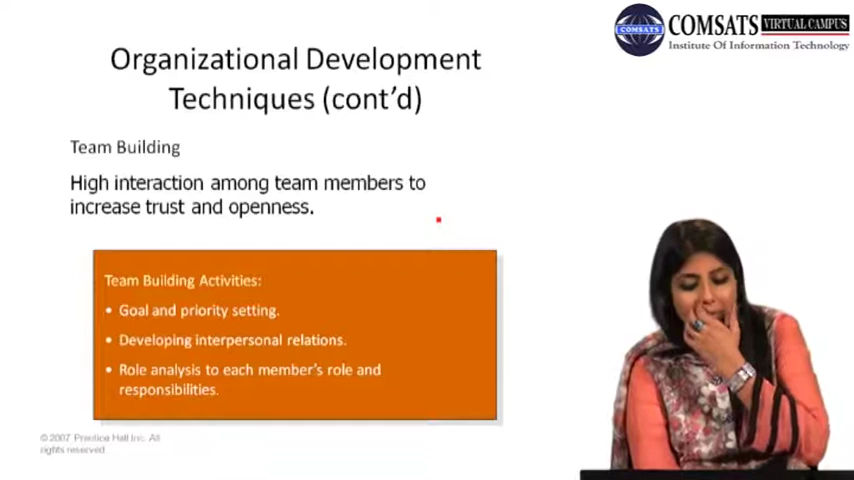 COMSATS
COMSATS VIRTUAL CAMPUS
Institute Of Information Technology
Organizational Development
Techniques (cont'd)
Team Building
High interaction among team members to
increase trust and openness.
Team Building Activities:
• Goal and priority setting.
• Developing interpersonal relations.
• Role analysis to each member's role and
responsibilities.
© 2007 Prentice Hall Inc. All
rights reserved